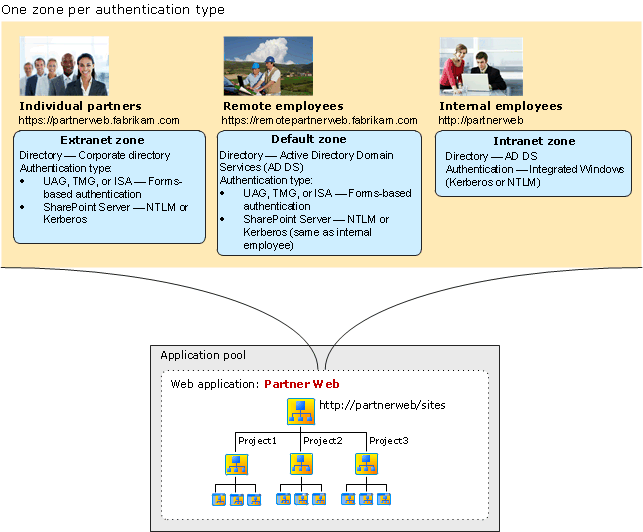 One zone per authentication type
Individual partners
https://partnerweb.fabrikam.com
Extranet zone
Directory — Corporate directory
Authentication type:
• UAG, TMG, or ISA — Forms-
based authentication
• SharePoint Server — NTLM or
Kerberos
Remote employees
https://remotepartnerweb.fabrikam.com
Default zone
Directory — Active Directory Domain
Services (AD DS)
Authentication type:
• UAG, TMG, or ISA — Forms-based
authentication
• SharePoint Server — NTLM or
Kerberos (same as internal
employee)
Internal employees
http://partnerweb
Intranet zone
Directory — AD DS
Authentication — Integrated Windows
(Kerberos or NTLM)
Application pool
Web application: Partner Web
http://partnerweb/sites
Project1
Project2
Project3